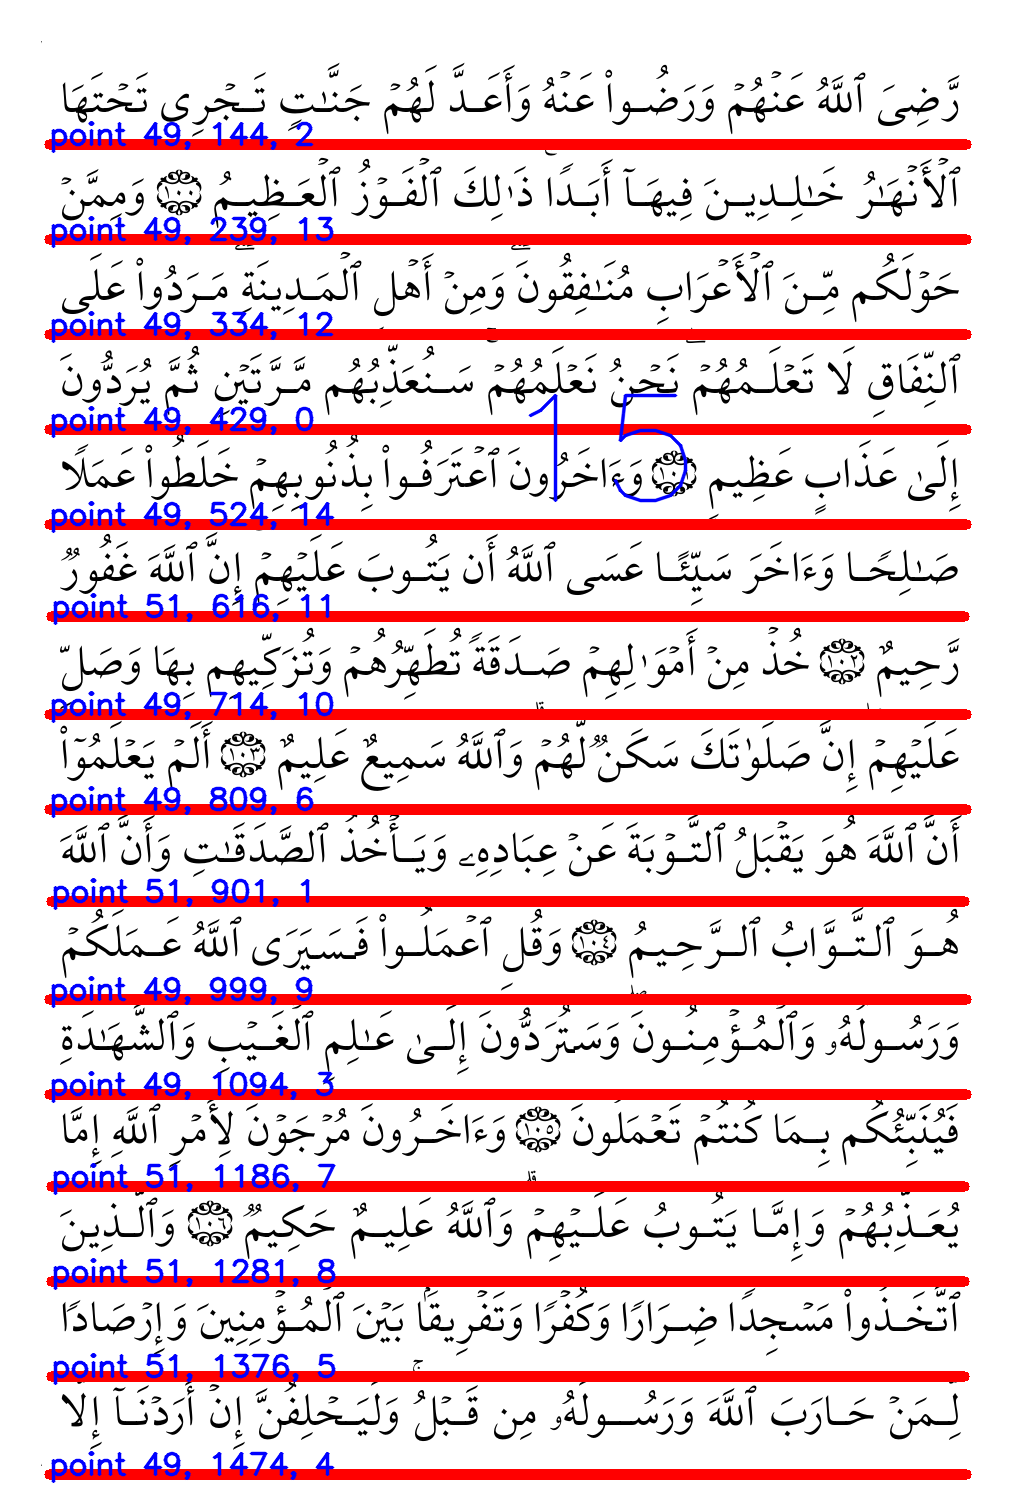 رَّضِىَ ٱللَّهُ عَنۡهُمۡ وَرَضُواْ عَنۡهُ وَأَعَدَّ لَهُمۡ جَنَّٰتٍ تَجۡرِى تَحۡتَهَا
point 49, 144, 2
ٱلۡأَنۡهَٰرُ خَٰلِدِينَ فِيهَآ أَبَدًاۚ ذَٰلِكَ ٱلۡفَوۡزُ ٱلۡعَظِيمُ ١٠٠ وَمِمَّنۡ
point 49, 239, 13
حَوۡلَكُم مِّنَ ٱلۡأَعۡرَابِ مُنَٰفِقُونَۖ وَمِنۡ أَهۡلِ ٱلۡمَدِينَةِۖ مَرَدُواْ عَلَى
point 49, 334, 12
ٱلنِّفَاقِ لَا تَعۡلَمُهُمۡۖ نَحۡنُ نَعۡلَمُهُمۡۚ سَنُعَذِّبُهُم مَّرَّتَيۡنِ ثُمَّ يُرَدُّونَ
point 49, 429, 0
15
إِلَىٰ عَذَابٍ عَظِيمٍ ١٠١ وَءَاخَرُونَ ٱعۡتَرَفُواْ بِذُنُوبِهِمۡ خَلَطُواْ عَمَلًا
point 49, 524, 14
صَٰلِحًا وَءَاخَرَ سَيِّئًا عَسَى ٱللَّهُ أَن يَتُوبَ عَلَيۡهِمۡۚ إِنَّ ٱللَّهَ غَفُورٌ
point 51, 616, 11
رَّحِيمٌ ١٠٢ خُذۡ مِنۡ أَمۡوَٰلِهِمۡ صَدَقَةً تُطَهِّرُهُمۡ وَتُزَكِّيهِم بِهَا وَصَلِّ
point 49, 714, 10
عَلَيۡهِمۡۖ إِنَّ صَلَوٰتَكَ سَكَنٌ لَّهُمۡۗ وَٱللَّهُ سَمِيعٌ عَلِيمٌ ١٠٣ أَلَمۡ يَعۡلَمُوٓاْ
point 49, 809, 6
أَنَّ ٱللَّهَ هُوَ يَقۡبَلُ ٱلتَّوۡبَةَ عَنۡ عِبَادِهِۦ وَيَأۡخُذُ ٱلصَّدَقَٰتِ وَأَنَّ ٱللَّهَ
point 51, 901, 1
هُوَ ٱلتَّوَّابُ ٱلرَّحِيمُ ١٠٤ وَقُلِ ٱعۡمَلُواْ فَسَيَرَى ٱللَّهُ عَمَلَكُمۡ
point 49, 999, 9
وَرَسُولُهُۥ وَٱلۡمُؤۡمِنُونَۖ وَسَتُرَدُّونَ إِلَىٰ عَٰلِمِ ٱلۡغَيۡبِ وَٱلشَّهَٰدَةِ
point 49, 1094, 3
فَيُنَبِّئُكُم بِمَا كُنتُمۡ تَعۡمَلُونَ ١٠٥ وَءَاخَرُونَ مُرۡجَوۡنَ لِأَمۡرِ ٱللَّهِ إِمَّا
point 51, 1186, 7
يُعَذِّبُهُمۡ وَإِمَّا يَتُوبُ عَلَيۡهِمۡۗ وَٱللَّهُ عَلِيمٌ حَكِيمٌ ١٠٦ وَٱلَّذِينَ
point 51, 1281, 8
ٱتَّخَذُواْ مَسۡجِدًا ضِرَارًا وَكُفۡرًا وَتَفۡرِيقَۢا بَيۡنَ ٱلۡمُؤۡمِنِينَ وَإِرۡصَادًا
point 51, 1376, 5
لِّمَنۡ حَارَبَ ٱللَّهَ وَرَسُولَهُۥ مِن قَبۡلُۚ وَلَيَحۡلِفُنَّ إِنۡ أَرَدۡنَآ إِلَّا
point 49, 1474, 4